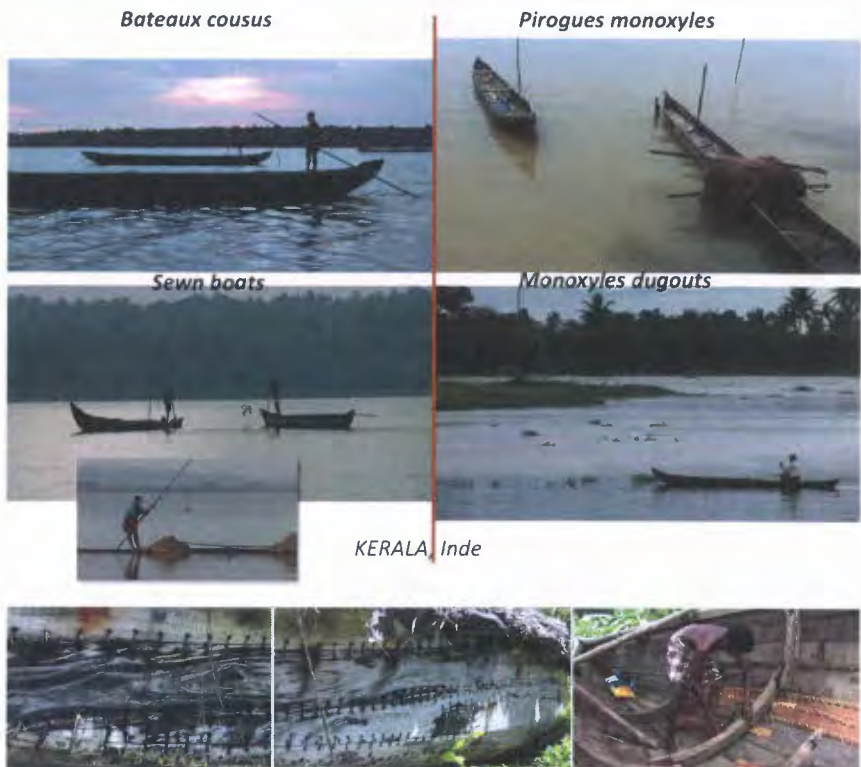 Bateaux cousus
Pirogues monoxyles
Sewn boats
Monoxyles dugouts
KERALA, Inde